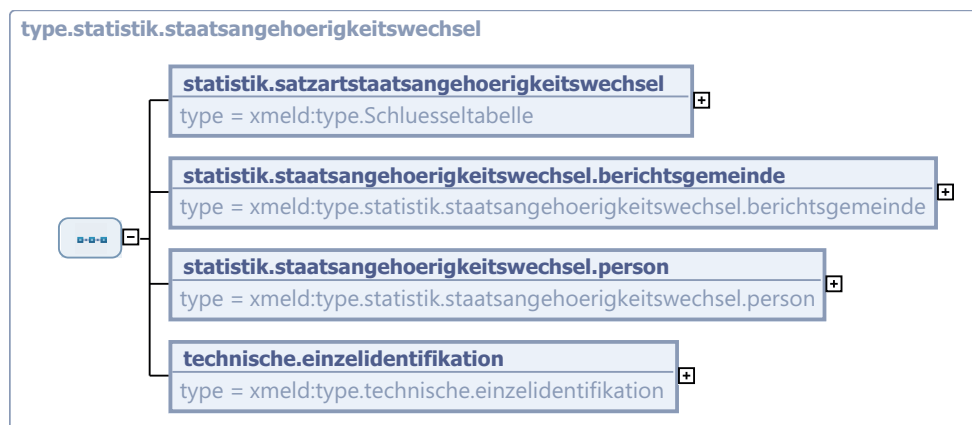 type.statistik.staatsangehoerigkeitswechsel
statistik.satzartstaatsangehoerigkeitswechsel
type = xmeld:type.Schluesseltabelle
statistik.staatsangehoerigkeitswechsel.berichtsgemeinde
type = xmeld:type.statistik.staatsangehoerigkeitswechsel.berichtsgemeinde
statistik.staatsangehoerigkeitswechsel.person
type = xmeld:type.statistik.staatsangehoerigkeitswechsel.person
technische.einzelidentifikation
type = xmeld:type.technische.einzelidentifikation